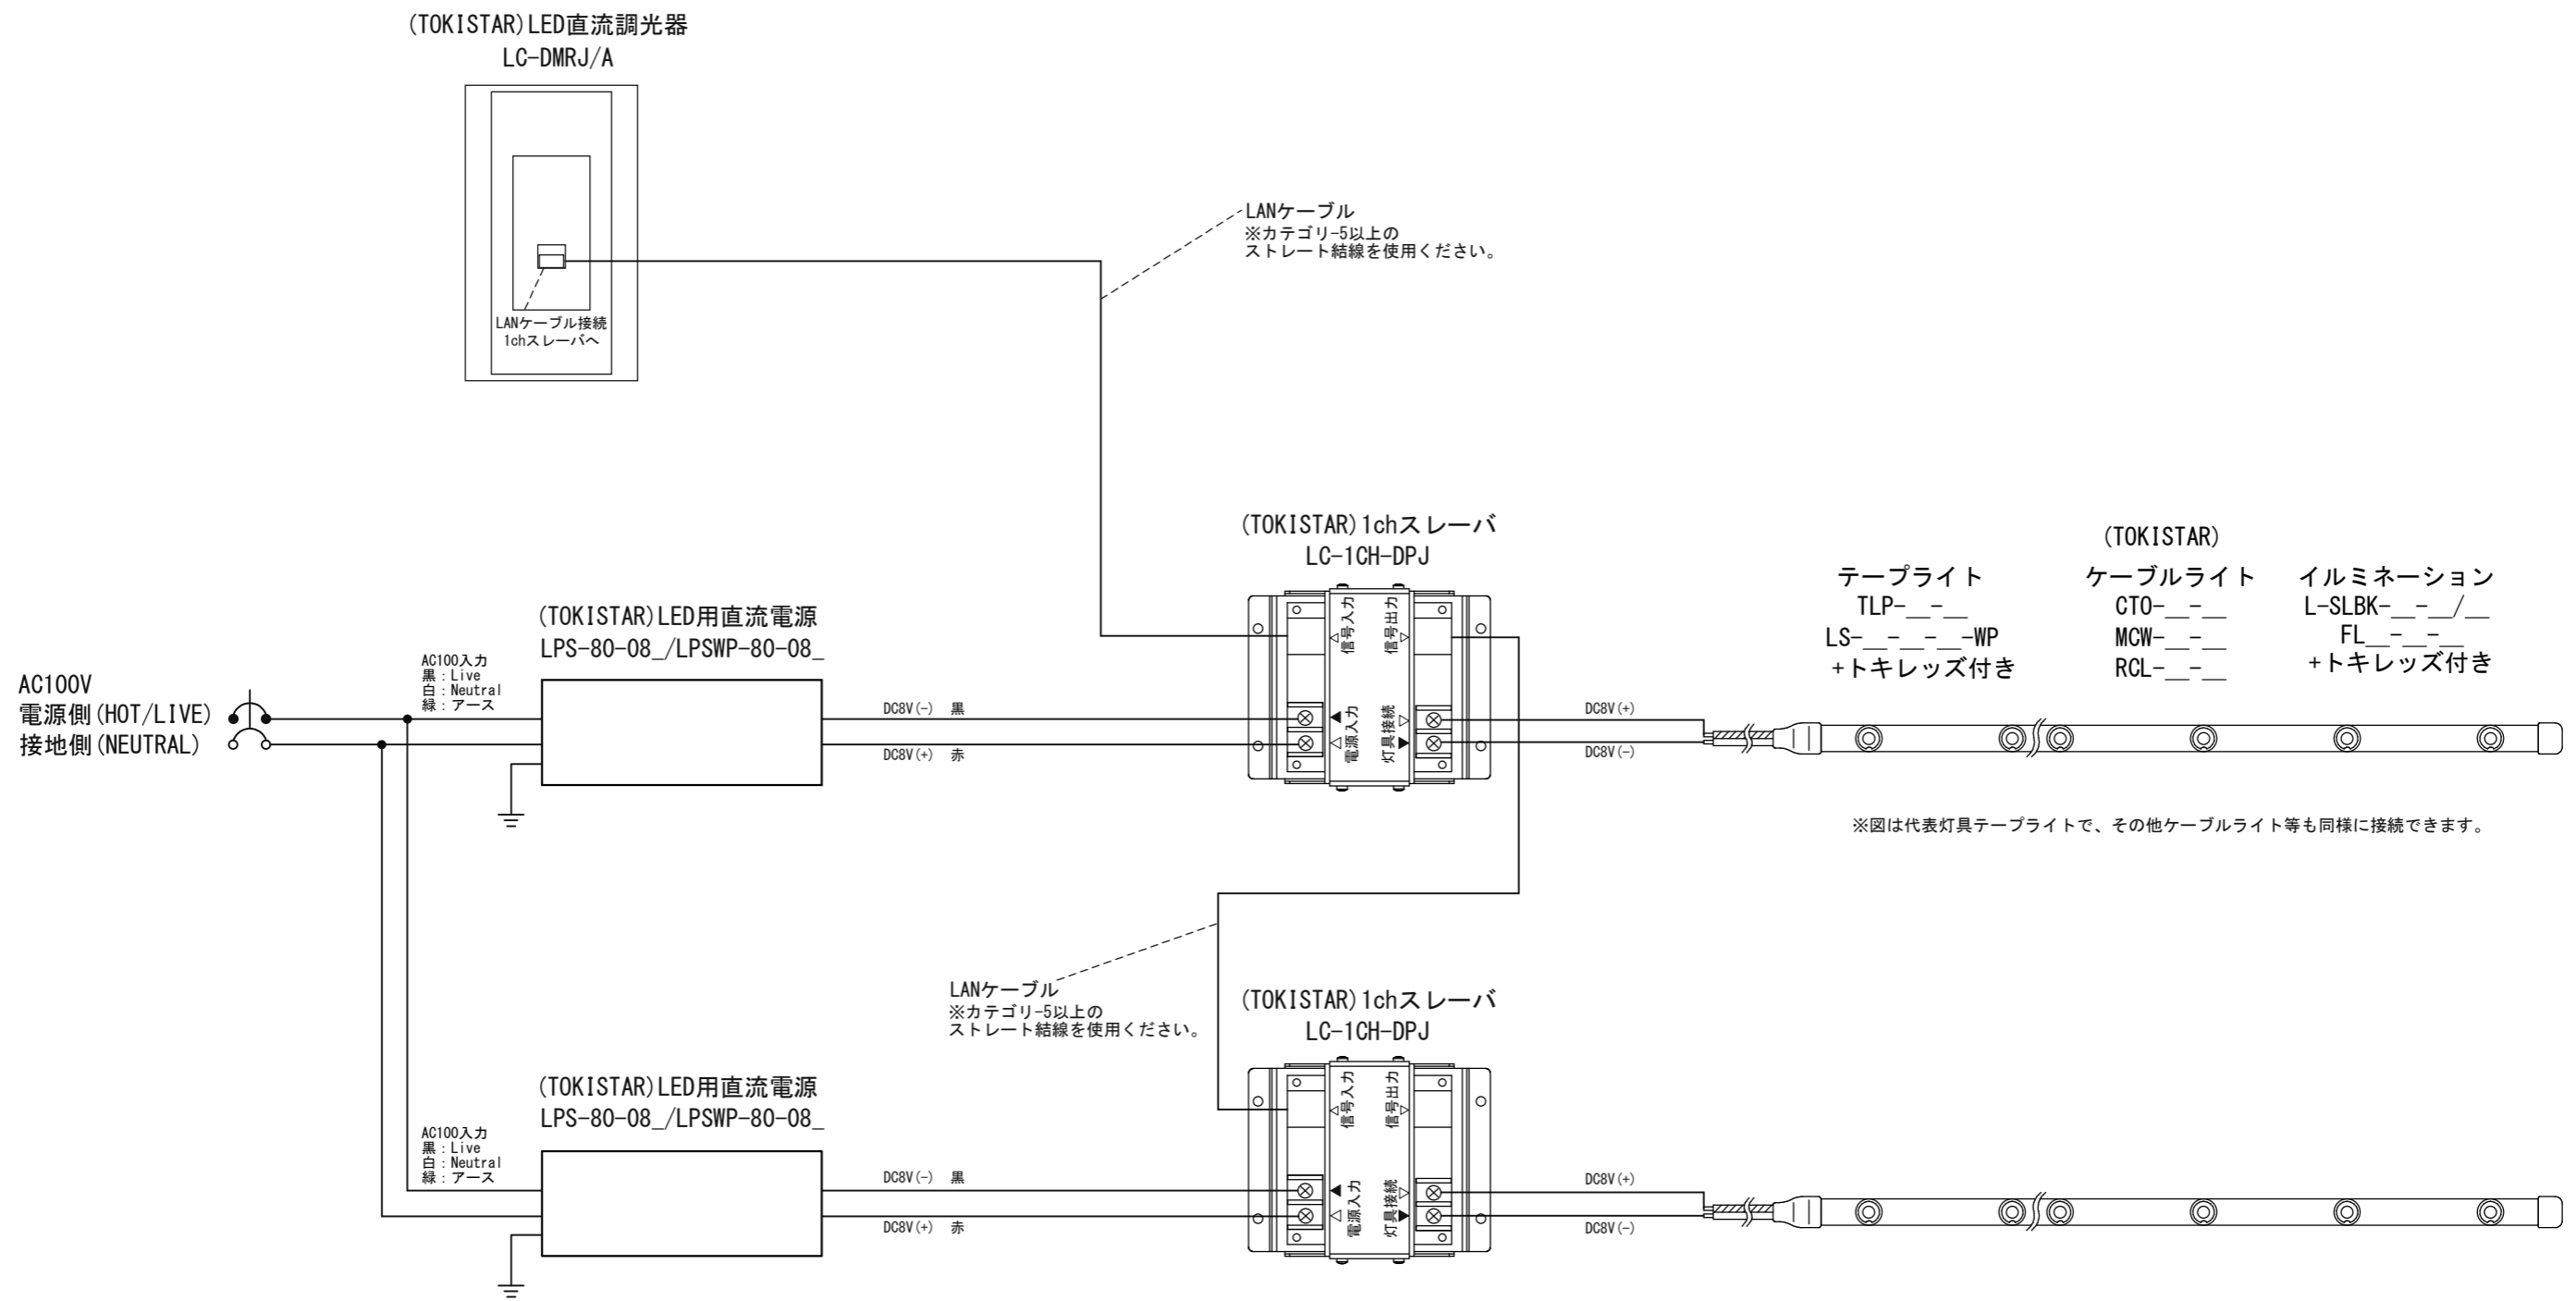 (TOKISTAR)LED直流調光器
LC-DMRJ/A
LANケーブル接続
1chスレーバへ
LANケーブル
※カテゴリ-5以上の
ストレート結線を使用ください。
(TOKISTAR)1chスレーバ
LC-1CH-DPJ
信号入力
信号出力
電源入力
灯具接続
(TOKISTAR)
テープライト
TLP-__-__
LS-__-__-__-WP
+トキレッズ付き
ケーブルライト
CTO-__-__
MCW-__-__
RCL-__-__
イルミネーション
L-SLBK-__-__/__
FL__-__-__
+トキレッズ付き
(TOKISTAR)LED用直流電源
LPS-80-08_/LPSWP-80-08_
AC100入力
黒:Live
白:Neutral
緑:アース
AC100V
電源側(HOT/LIVE)
接地側(NEUTRAL)
DC8V(-) 黒
DC8V(+) 赤
DC8V(+)
DC8V(-)
※図は代表灯具テープライトで、その他ケーブルライト等も同様に接続できます。
LANケーブル
※カテゴリ-5以上の
ストレート結線を使用ください。
(TOKISTAR)1chスレーバ
LC-1CH-DPJ
信号入力
信号出力
電源入力
灯具接続
(TOKISTAR)LED用直流電源
LPS-80-08_/LPSWP-80-08_
AC100入力
黒:Live
白:Neutral
緑:アース
DC8V(-) 黒
DC8V(+) 赤
DC8V(+)
DC8V(-)